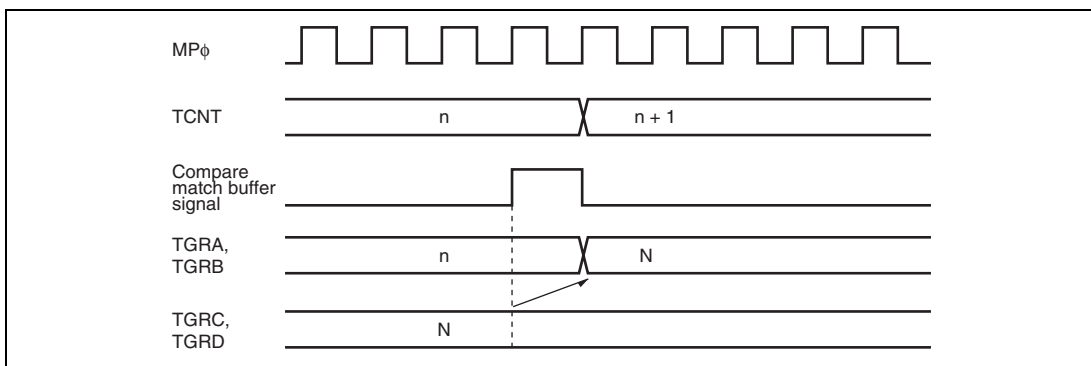 MPϕ
TCNT
n
n + 1
Compare
match buffer
signal
TGRA,
TGRB
n
N
TGRC,
TGRD
N